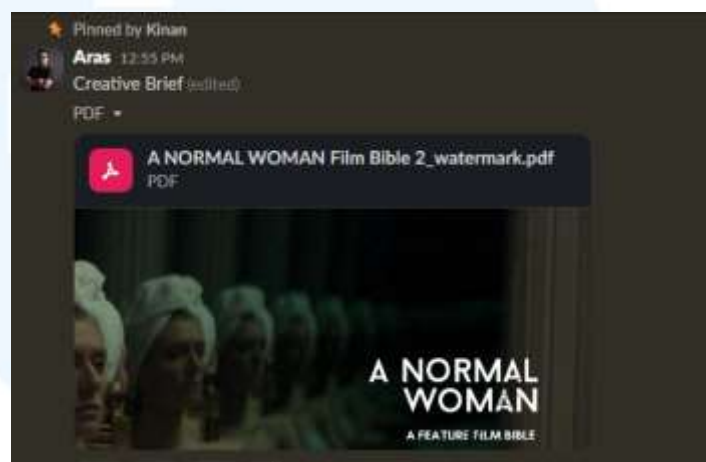 Pinned by Kinan
Aras 12:55 PM
Creative Brief (edited)
PDF
A NORMAL WOMAN Film Bible 2_watermark.pdf
PDF
A NORMAL
WOMAN
A FEATURE FILM BIBLE